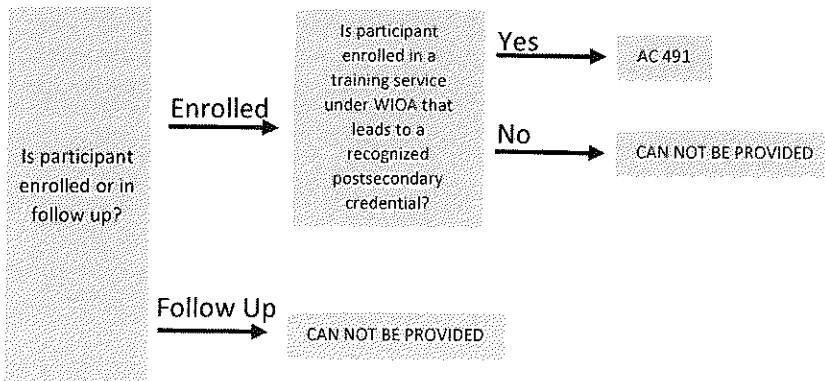 Is participant
enrolled or in
follow up?
Enrolled
Is participant
enrolled in a
training service
under WIOA that
leads to a
recognized
postsecondary
credential?
Yes
AC 491
No
CAN NOT BE PROVIDED
Follow Up
CAN NOT BE PROVIDED